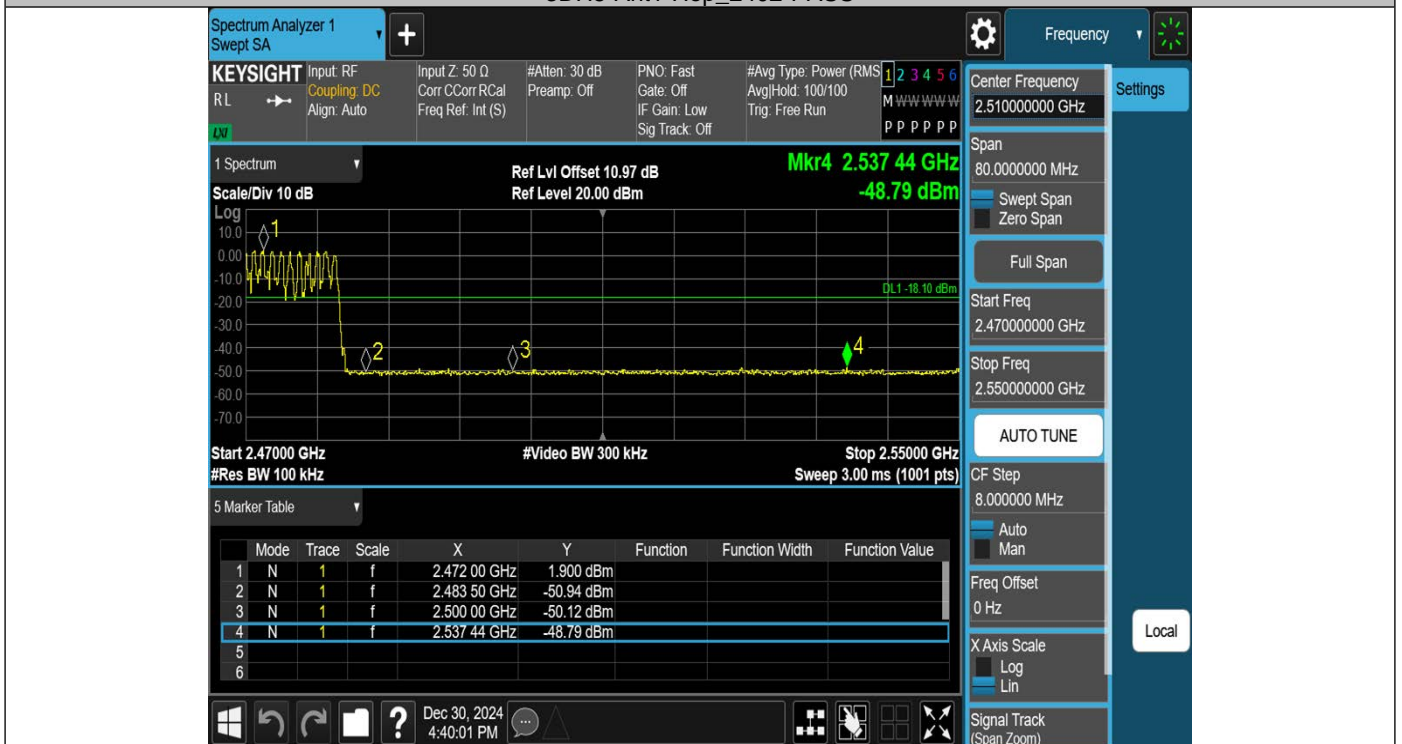 Spectrum Analyzer 1
Swept SA
+
Frequency
KEYSIGHT
RL
LXI
Input: RF
Coupling: DC
Align: Auto
Input Z: 50 Ω
Corr CCorr RCal
Freq Ref: Int (S)
#Atten: 30 dB
Preamp: Off
PNO: Fast
Gate: Off
IF Gain: Low
Sig Track: Off
#Avg Type: Power (RMS
Avg|Hold: 100/100
Trig: Free Run
1 2 3 4 5 6
M W W W W W
P P P P P P
1 Spectrum
Scale/Div 10 dB
Ref Lvl Offset 10.97 dB
Ref Level 20.00 dBm
Mkr4 2.537 44 GHz
-48.79 dBm
Log
10.0
0.00
-10.0
-20.0
-30.0
-40.0
-50.0
-60.0
-70.0
1
2
3
4
DL1 -18.10 dBm
Start 2.47000 GHz
#Res BW 100 kHz
#Video BW 300 kHz
Stop 2.55000 GHz
Sweep 3.00 ms (1001 pts)
5 Marker Table
Mode Trace Scale X Y Function Function Width Function Value
1 N 1 f 2.472 00 GHz 1.900 dBm
2 N 1 f 2.483 50 GHz -50.94 dBm
3 N 1 f 2.500 00 GHz -50.12 dBm
4 N 1 f 2.537 44 GHz -48.79 dBm
5
6
?
Dec 30, 2024
4:40:01 PM
Center Frequency
2.510000000 GHz
Span
80.0000000 MHz
Swept Span
Zero Span
Full Span
Start Freq
2.470000000 GHz
Stop Freq
2.550000000 GHz
AUTO TUNE
CF Step
8.000000 MHz
Auto
Man
Freq Offset
0 Hz
X Axis Scale
Log
Lin
Signal Track
(Span Zoom)
Settings
Local